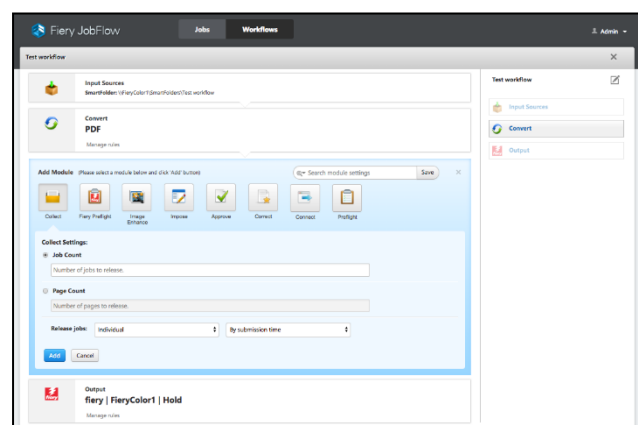 Fiery JobFlow
Jobs
Workflows
Admin
Test workflow
Input Sources
SmartFolder: \\FieryColor1\SmartFolders\Test workflow
Convert
PDF
Manage rules
Add Module (Please select a module below and click 'Add' button)
Search module settings
Save
Collect
Fiery Preflight
Image Enhance
Impose
Approve
Correct
Connect
Preflight
Collect Settings:
Job Count
Number of jobs to release.
Page Count
Number of pages to release.
Release jobs:
Individual
By submission time
Add
Cancel
Output
fiery | FieryColor1 | Hold
Manage rules
Test workflow
Input Sources
Convert
Output